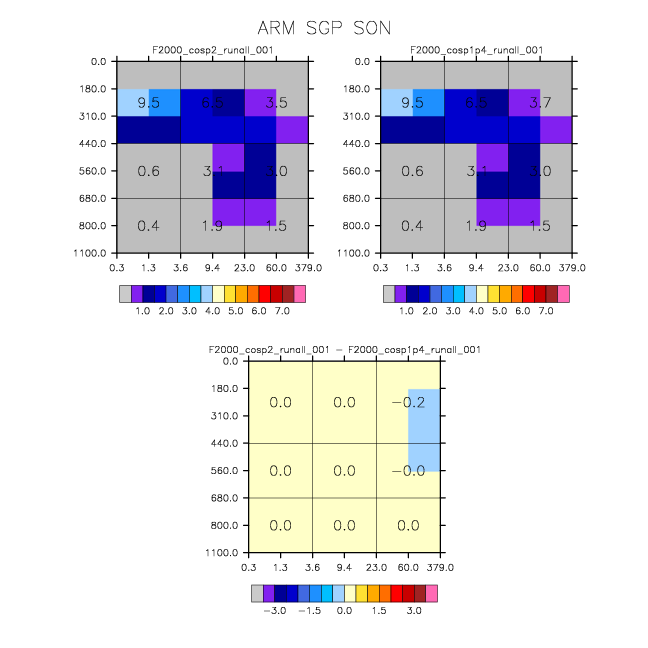 ARM SGP SON
F2000_cosp2_runall_001
F2000_cosp1p4_runall_001
0.0
180.0
310.0
440.0
560.0
680.0
800.0
1100.0
9.5 6.5 3.5
0.6 3.1 3.0
0.4 1.9 1.5
0.3 1.3 3.6 9.4 23.0 60.0 379.0
1.0 2.0 3.0 4.0 5.0 6.0 7.0
0.0
180.0
310.0
440.0
560.0
680.0
800.0
1100.0
9.5 6.5 3.7
0.6 3.1 3.0
0.4 1.9 1.5
0.3 1.3 3.6 9.4 23.0 60.0 379.0
1.0 2.0 3.0 4.0 5.0 6.0 7.0
F2000_cosp2_runall_001 − F2000_cosp1p4_runall_001
0.0
180.0
310.0
440.0
560.0
680.0
800.0
1100.0
0.0 0.0 −0.2
0.0 0.0 −0.0
0.0 0.0 0.0
0.3 1.3 3.6 9.4 23.0 60.0 379.0
−3.0 −1.5 0.0 1.5 3.0